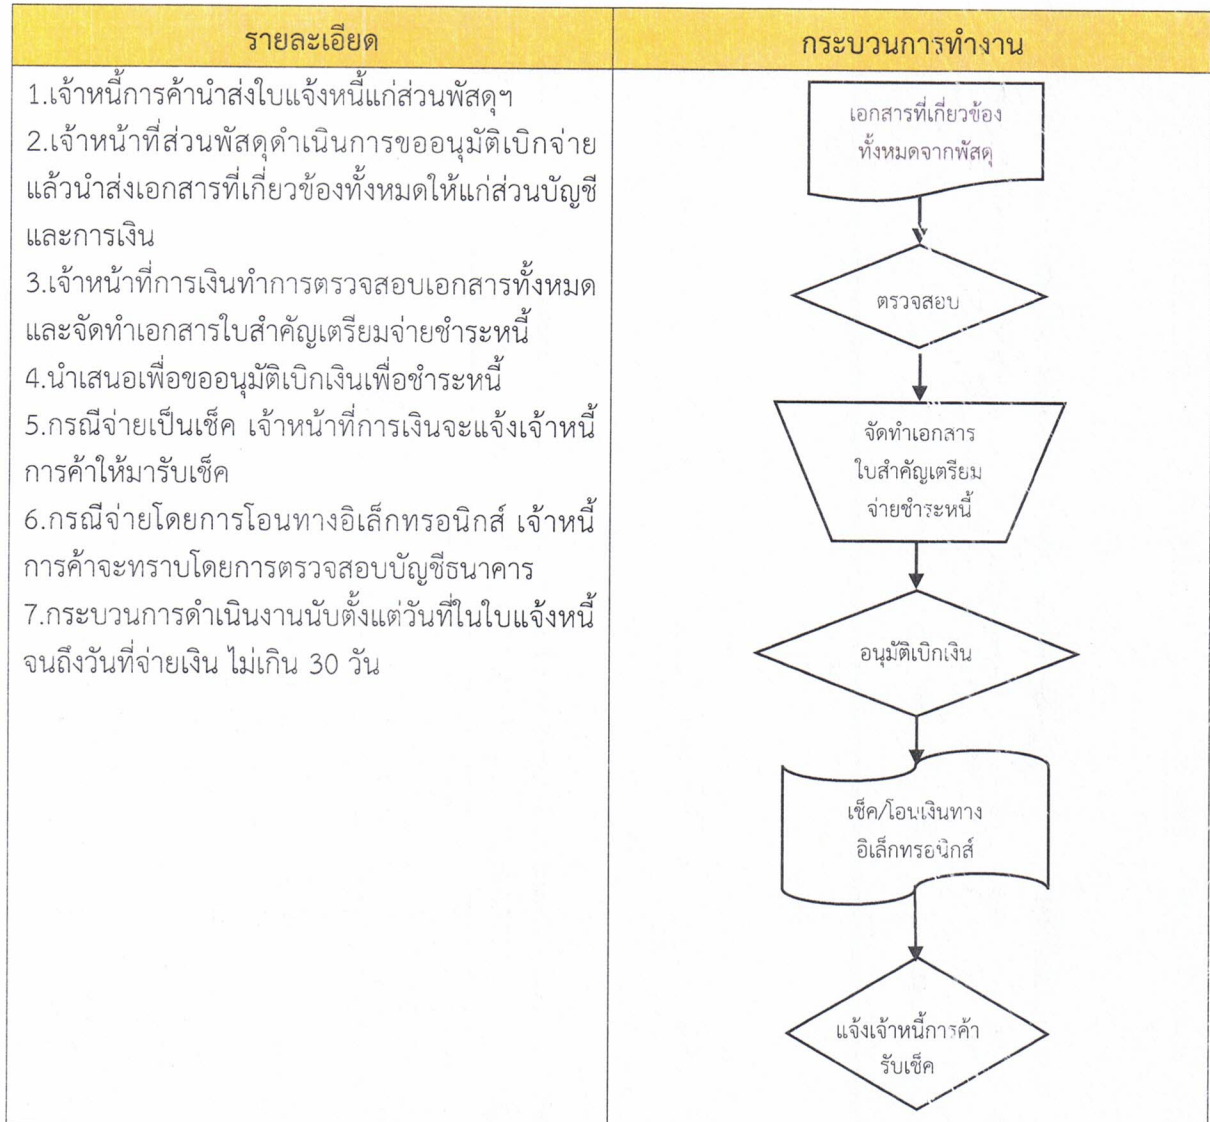 รายละเอียด
1.เจ้าหนี้การค้านำส่งใบแจ้งหนี้แก่ส่วนพัสดุฯ
2.เจ้าหน้าที่ส่วนพัสดุดำเนินการขออนุมัติเบิกจ่าย
แล้วนำส่งเอกสารที่เกี่ยวข้องทั้งหมดให้แก่ส่วนบัญชี
และการเงิน
3.เจ้าหน้าที่การเงินทำการตรวจสอบเอกสารทั้งหมด
และจัดทำเอกสารใบสำคัญเตรียมจ่ายชำระหนี้
4.นำเสนอเพื่อขออนุมัติเบิกเงินเพื่อชำระหนี้
5.กรณีจ่ายเป็นเช็ค เจ้าหน้าที่การเงินจะแจ้งเจ้าหนี้
การค้าให้มารับเช็ค
6.กรณีจ่ายโดยการโอนทางอิเล็กทรอนิกส์ เจ้าหนี้
การค้าจะทราบโดยการตรวจสอบบัญชีธนาคาร
7.กระบวนการดำเนินงานนับตั้งแต่วันที่ในใบแจ้งหนี้
จนถึงวันที่จ่ายเงิน ไม่เกิน 30 วัน
กระบวนการทำงาน
เอกสารที่เกี่ยวข้อง
ทั้งหมดจากพัสดุ
ตรวจสอบ
จัดทำเอกสาร
ใบสำคัญเตรียม
จ่ายชำระหนี้
อนุมัติเบิกเงิน
เช็ค/โอนเงินทาง
อิเล็กทรอนิกส์
แจ้งเจ้าหนี้การค้า
รับเช็ค